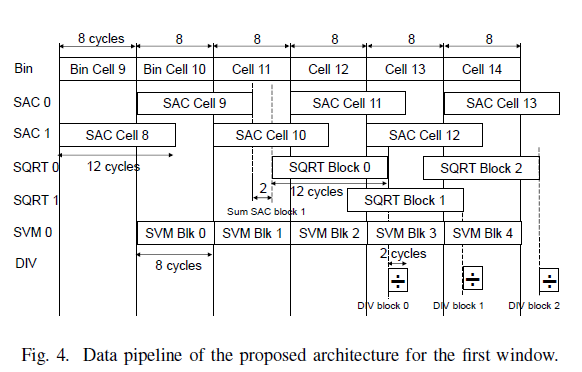 8 cycles 8 8 8 8 8
Bin Bin Cell 9 Bin Cell 10 Cell 11 Cell 12 Cell 13 Cell 14
SAC 0 SAC Cell 9 SAC Cell 11 SAC Cell 13
SAC 1 SAC Cell 8 SAC Cell 10 SAC Cell 12
SQRT 0 12 cycles SQRT Block 0 SQRT Block 2
2 12 cycles
SQRT 1 SQRT Block 1
Sum SAC block 1
SVM 0 SVM Blk 0 SVM Blk 1 SVM Blk 2 SVM Blk 3 SVM Blk 4
2 cycles
DIV 8 cycles
÷ ÷ ÷
DIV block 0 DIV block 1 DIV block 2
Fig. 4. Data pipeline of the proposed architecture for the first window.